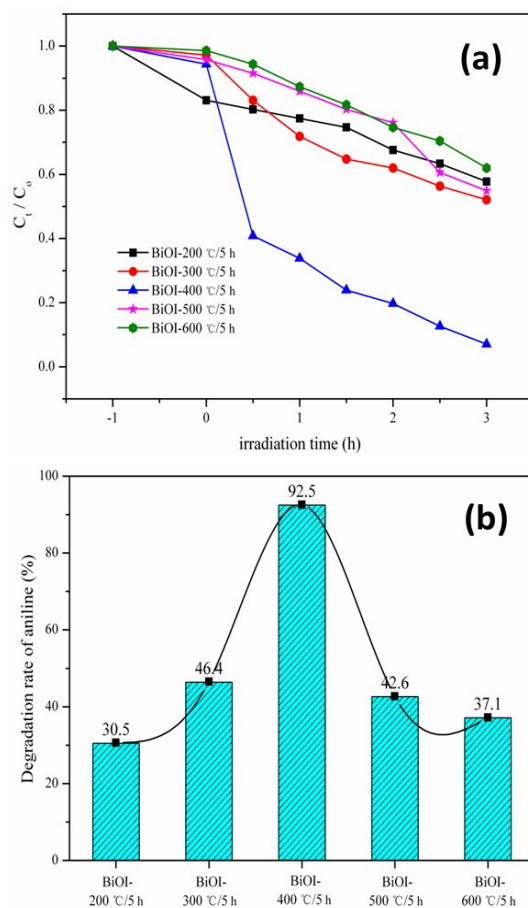 (a)
1.0
0.8
0.6
0.4
0.2
0.0
Cₜ / Cₒ
BiOI-200 ℃/5 h
BiOI-300 ℃/5 h
BiOI-400 ℃/5 h
BiOI-500 ℃/5 h
BiOI-600 ℃/5 h
-1 0 1 2 3
irradiation time (h)
(b)
100
80
60
40
20
0
Degradation rate of aniline (%)
30.5
46.4
92.5
42.6
37.1
BiOI-
200 ℃/5 h
BiOI-
300 ℃/5 h
BiOI-
400 ℃/5 h
BiOI-
500 ℃/5 h
BiOI-
600 ℃/5 h